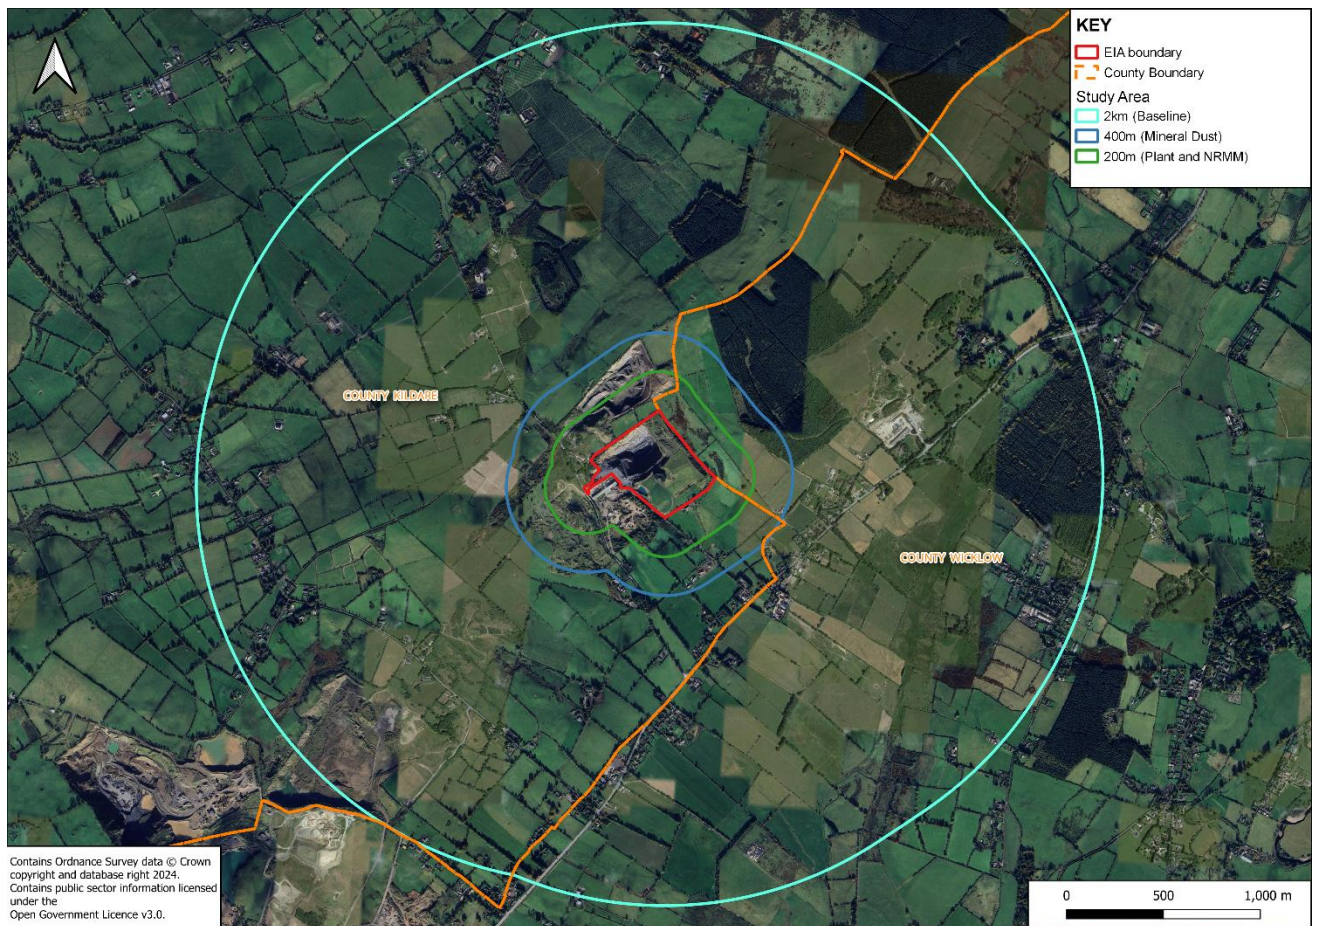 KEY
EIA boundary
County Boundary
Study Area
2km (Baseline)
400m (Mineral Dust)
200m (Plant and NRMM)
COUNTY KILDARE
COUNTY WICKLOW
Contains Ordnance Survey data © Crown
copyright and database right 2024.
Contains public sector information licensed
under the
Open Government Licence v3.0.
0 500 1,000 m